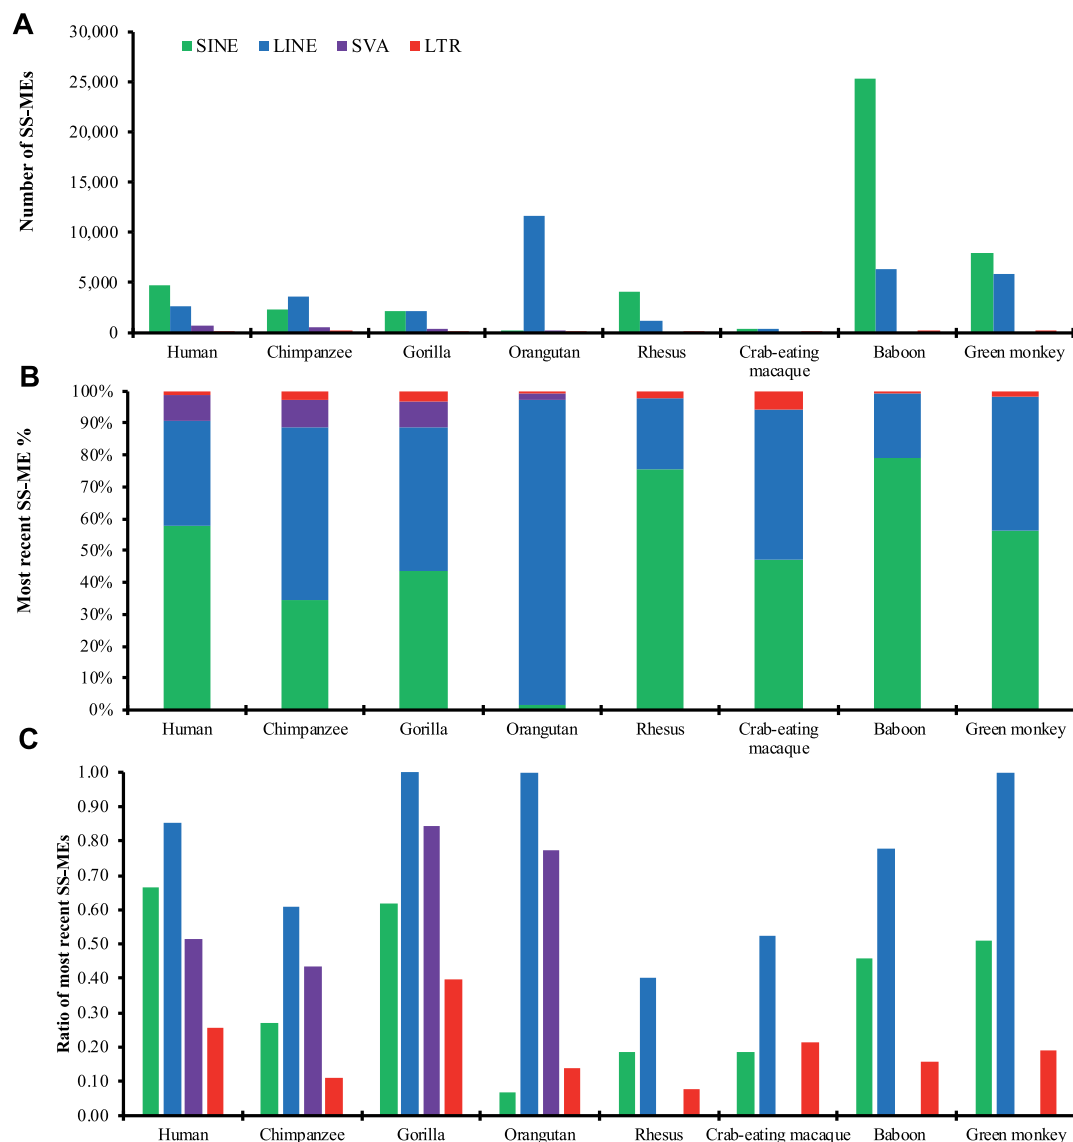 A
Number of SS-MEs
30,000
25,000
20,000
15,000
10,000
5,000
0
SINE LINE SVA LTR
Human Chimpanzee Gorilla Orangutan Rhesus Crab-eating Baboon Green monkey
macaque
B
Most recent SS-ME %
100%
90%
80%
70%
60%
50%
40%
30%
20%
10%
0%
Human Chimpanzee Gorilla Orangutan Rhesus Crab-eating Baboon Green monkey
macaque
C
Ratio of most recent SS-MEs
1.00
0.90
0.80
0.70
0.60
0.50
0.40
0.30
0.20
0.10
0.00
Human Chimpanzee Gorilla Orangutan Rhesus Crab-eating macaque Baboon Green monkey